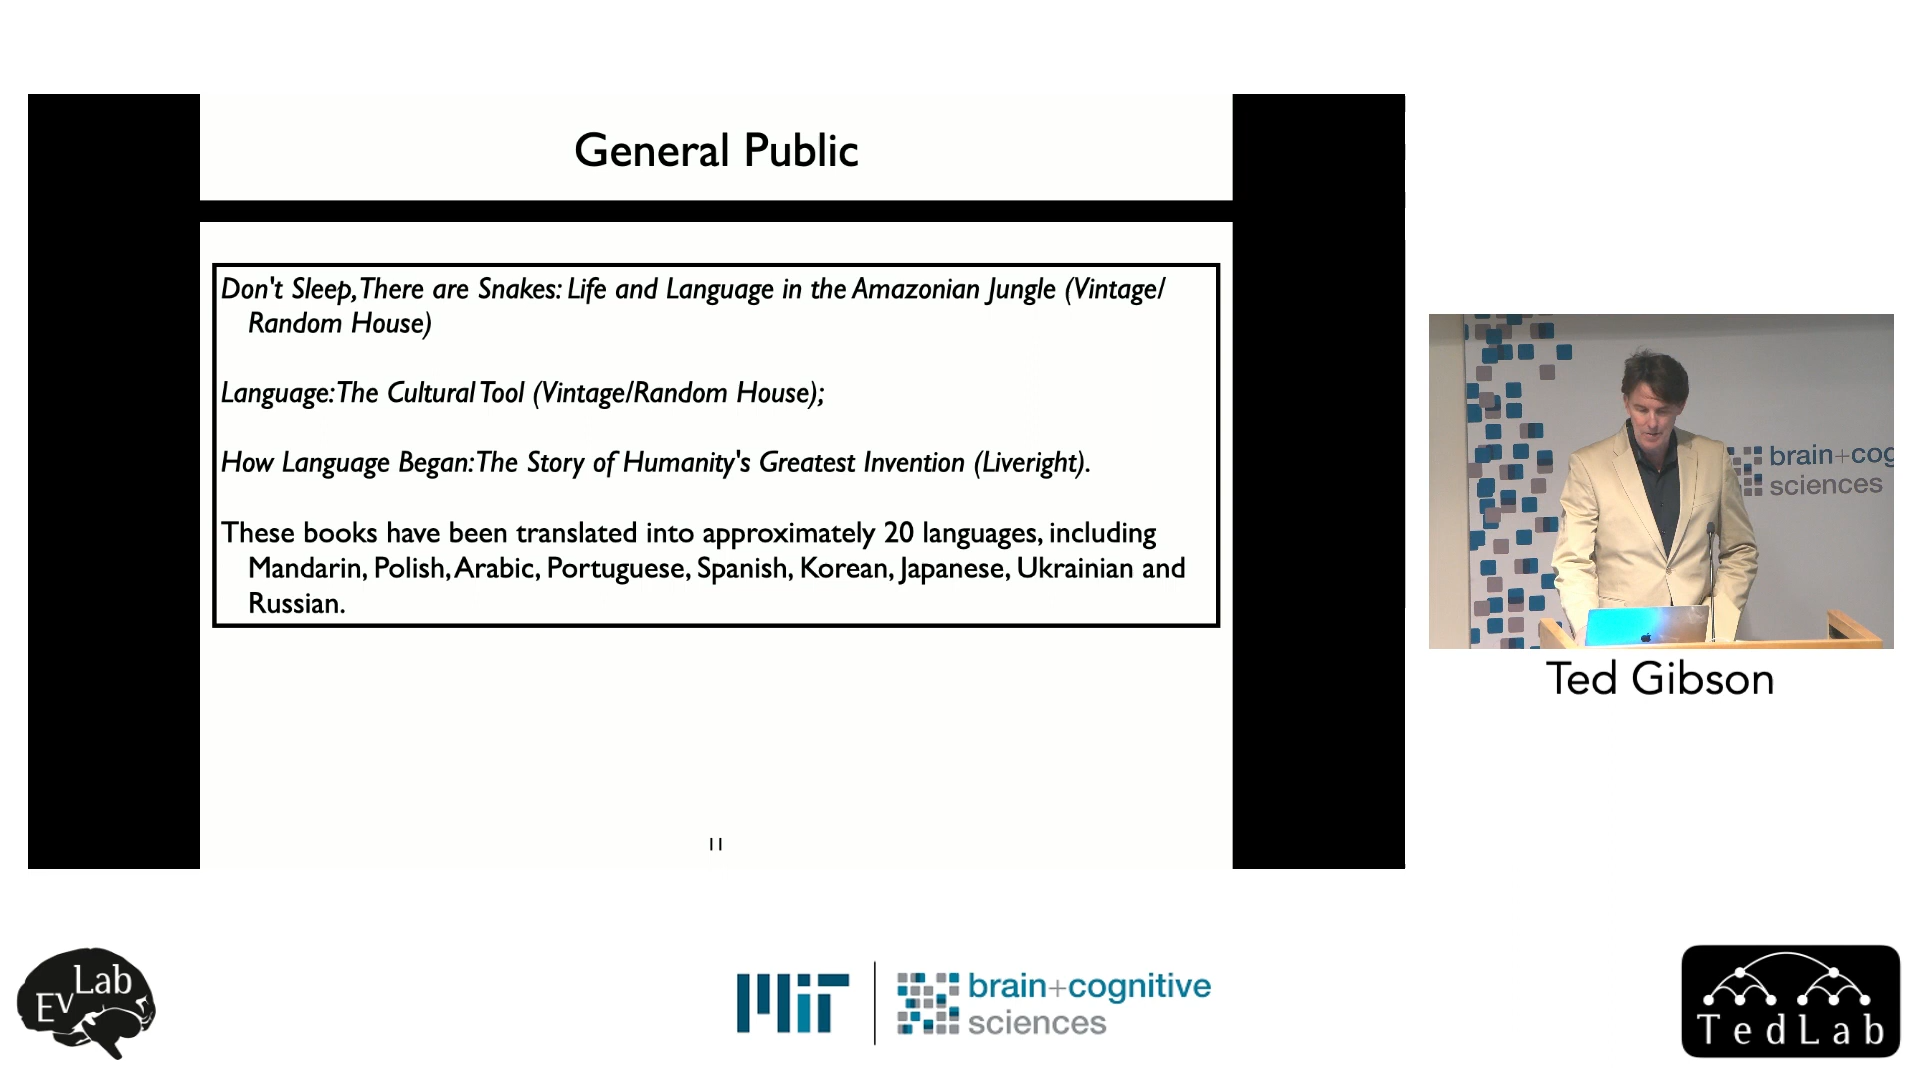 General Public
Don't Sleep, There are Snakes: Life and Language in the Amazonian Jungle (Vintage/
Random House)
Language: The Cultural Tool (Vintage/Random House);
How Language Began: The Story of Humanity's Greatest Invention (Liveright).
These books have been translated into approximately 20 languages, including
Mandarin, Polish, Arabic, Portuguese, Spanish, Korean, Japanese, Ukrainian and
Russian.
11
brain+cog
sciences
Ted Gibson
EvLab
MIT
brain+cognitive
sciences
TedLab